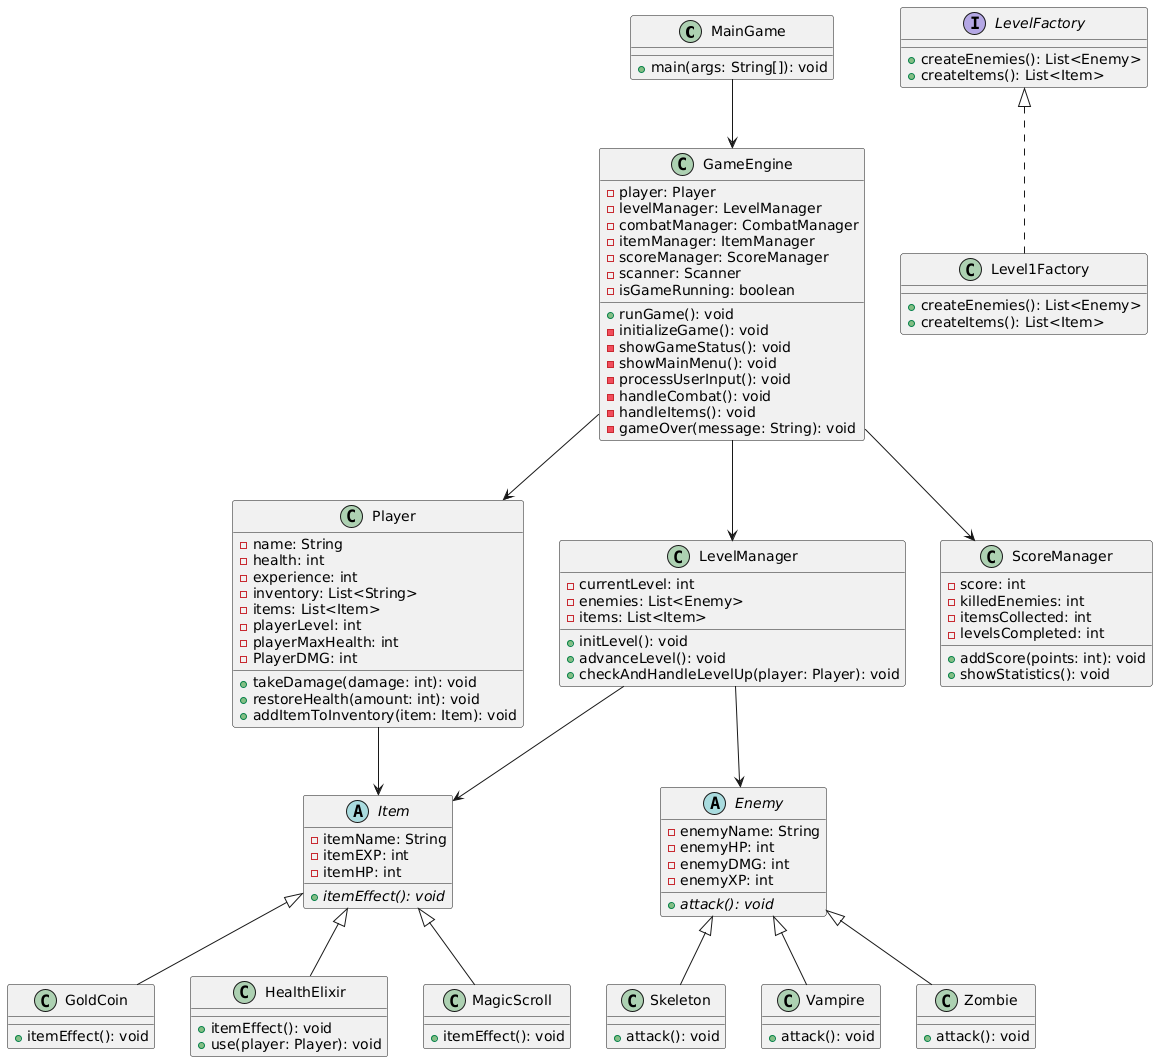 C MainGame
main(args: String[]): void
I LevelFactory
createEnemies(): List<Enemy>
createItems(): List<Item>
C GameEngine
player: Player
levelManager: LevelManager
combatManager: CombatManager
itemManager: ItemManager
scoreManager: ScoreManager
scanner: Scanner
isGameRunning: boolean
runGame(): void
initializeGame(): void
showGameStatus(): void
showMainMenu(): void
processUserInput(): void
handleCombat(): void
handleItems(): void
gameOver(message: String): void
C Level1Factory
createEnemies(): List<Enemy>
createItems(): List<Item>
C Player
name: String
health: int
experience: int
inventory: List<String>
items: List<Item>
playerLevel: int
playerMaxHealth: int
PlayerDMG: int
takeDamage(damage: int): void
restoreHealth(amount: int): void
addItemToInventory(item: Item): void
C LevelManager
currentLevel: int
enemies: List<Enemy>
items: List<Item>
initLevel(): void
advanceLevel(): void
checkAndHandleLevelUp(player: Player): void
C ScoreManager
score: int
killedEnemies: int
itemsCollected: int
levelsCompleted: int
addScore(points: int): void
showStatistics(): void
A Item
itemName: String
itemEXP: int
itemHP: int
itemEffect(): void
A Enemy
enemyName: String
enemyHP: int
enemyDMG: int
enemyXP: int
attack(): void
C GoldCoin
itemEffect(): void
C HealthElixir
itemEffect(): void
use(player: Player): void
C MagicScroll
itemEffect(): void
C Skeleton
attack(): void
C Vampire
attack(): void
C Zombie
attack(): void